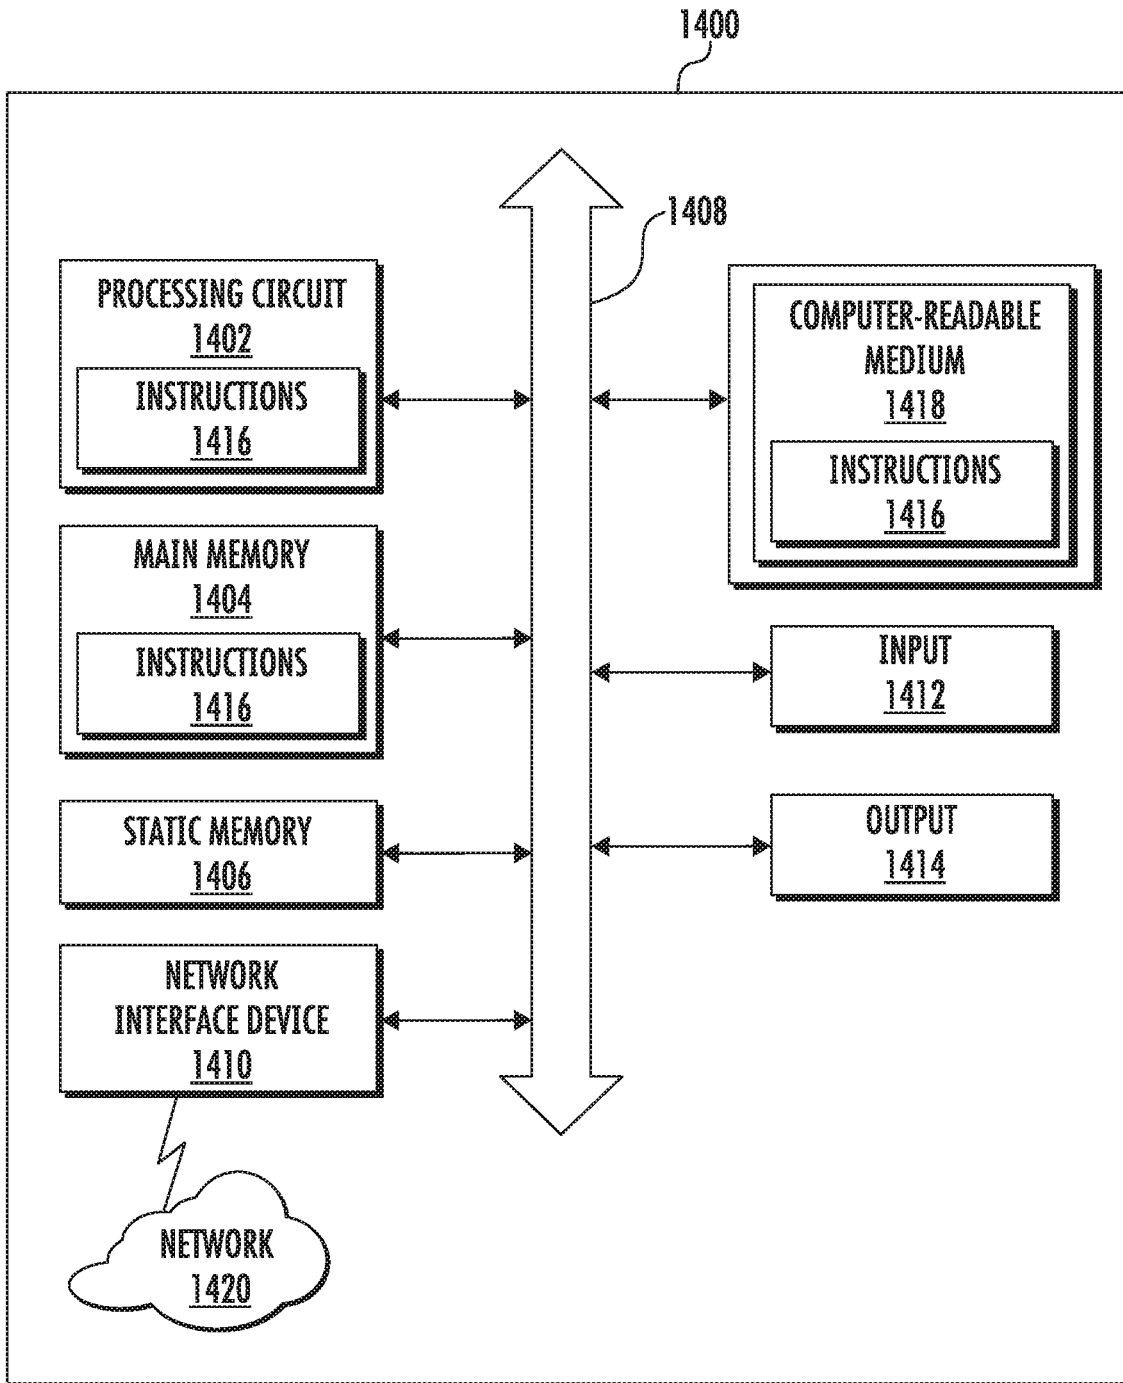 1400
1408
PROCESSING CIRCUIT
1402
INSTRUCTIONS
1416
MAIN MEMORY
1404
INSTRUCTIONS
1416
STATIC MEMORY
1406
NETWORK
INTERFACE DEVICE
1410
NETWORK
1420
COMPUTER-READABLE
MEDIUM
1418
INSTRUCTIONS
1416
INPUT
1412
OUTPUT
1414